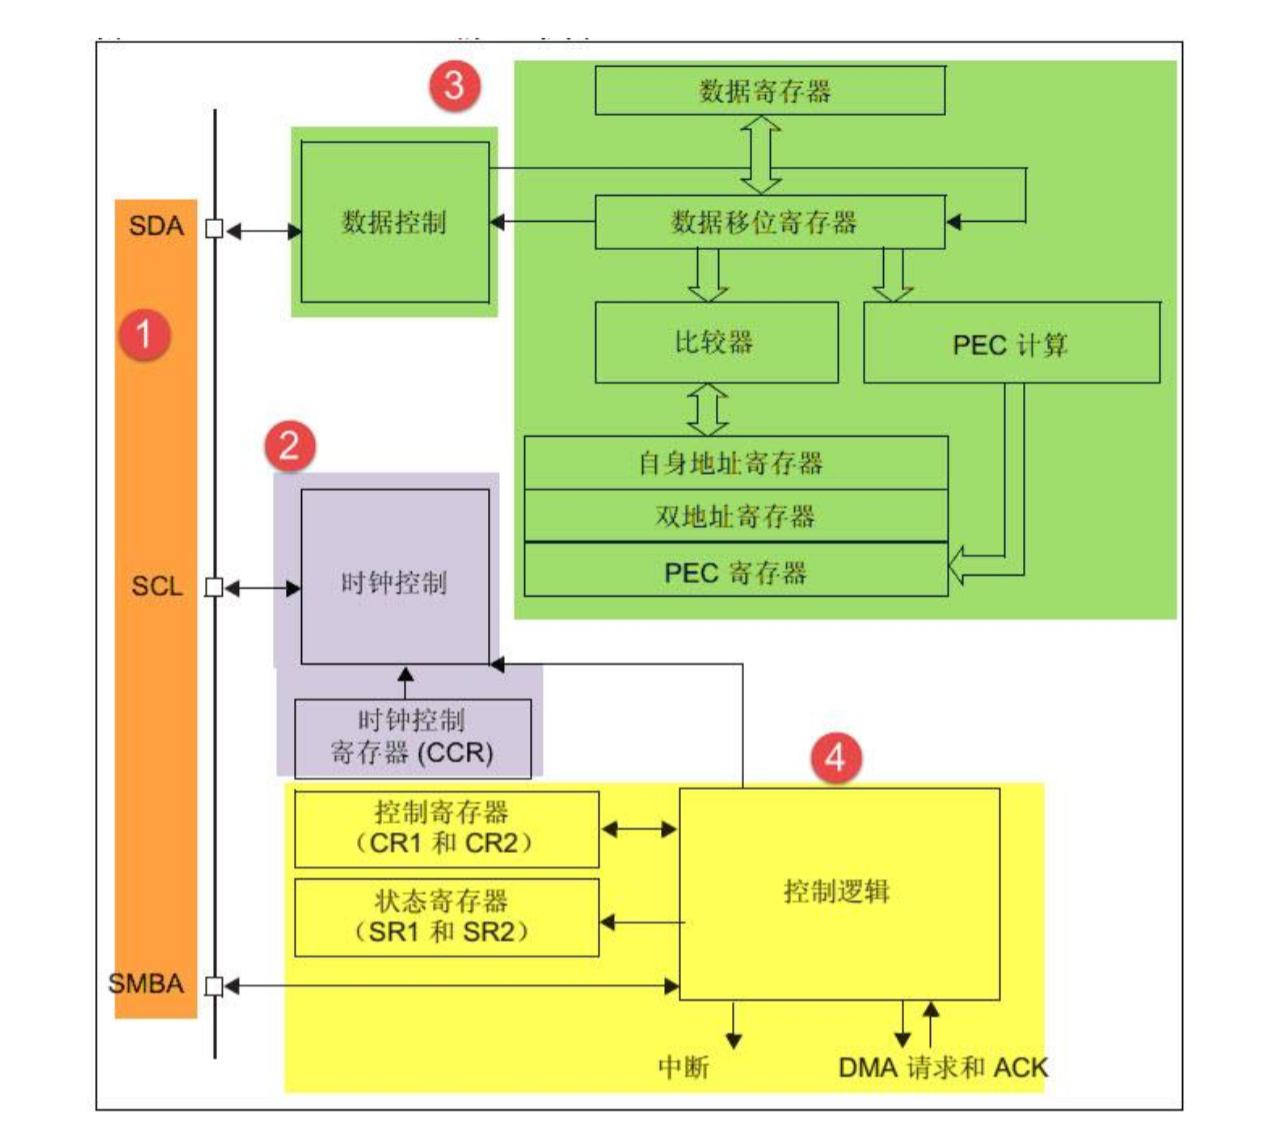 3
数据寄存器
SDA
数据控制
数据移位寄存器
1
比较器
PEC 计算
2
自身地址寄存器
双地址寄存器
PEC 寄存器
SCL
时钟控制
时钟控制
寄存器 (CCR)
4
控制寄存器
（CR1 和 CR2）
控制逻辑
状态寄存器
（SR1 和 SR2）
SMBA
中断
DMA 请求和 ACK